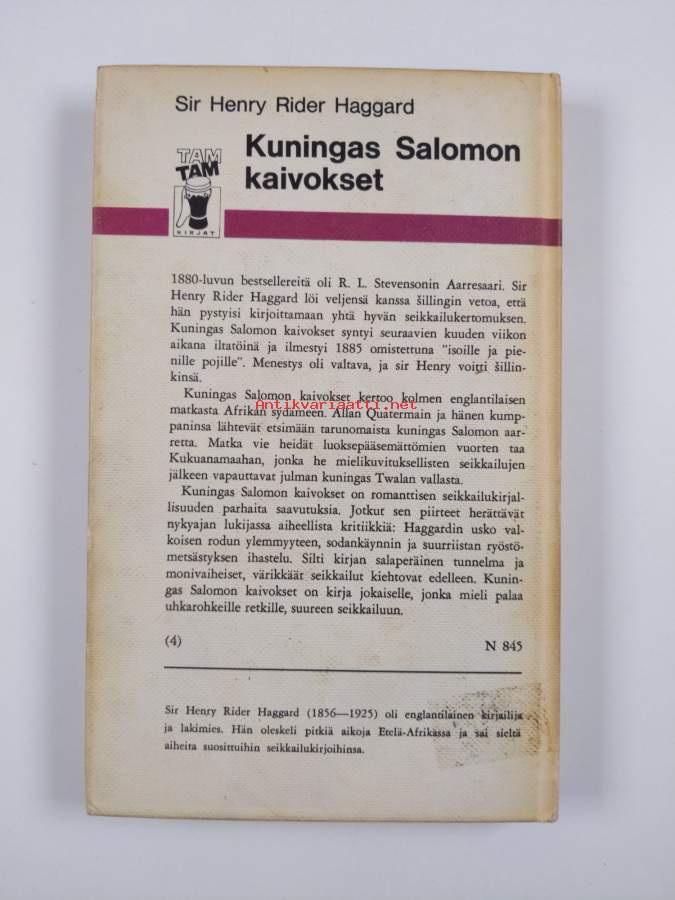 Sir Henry Rider Haggard
TAM
TAM
KIRJAT
Kuningas Salomon
kaivokset
1880-luvun bestsellereitä oli R. L. Stevensonin Aarresaari. Sir
Henry Rider Haggard löi veljensä kanssa šillingin vetoa, että
hän pystyisi kirjoittamaan yhtä hyvän seikkailukertomuksen.
Kuningas Salomon kaivokset syntyi seuraavien kuuden viikon
aikana iltatöinä ja ilmestyi 1885 omistettuna "isoille ja pie-
nille pojille". Menestys oli valtava, ja sir Henry voitti šillin-
kinsä.
Kuningas Salomon kaivokset kertoo kolmen englantilaisen
matkasta Afrikan sydämeen. Allan Quatermain ja hänen kump-
paninsa lähtevät etsimään tarunomaista kuningas Salomon aar-
retta. Matka vie heidät luoksepääsemättömien vuorten taa
Kukuanamaahan, jonka he mielikuvituksellisten seikkailujen
jälkeen vapauttavat julman kuningas Twalan vallasta.
Kuningas Salomon kaivokset on romanttisen seikkailukirjal-
lisuuden parhaita saavutuksia. Jotkut sen piirteet herättävät
nykyajan lukijassa aiheellista kritiikkiä: Haggardin usko val-
koisen rodun ylemmyyteen, sodankäynnin ja suurriistan ryöstö-
metsästyksen ihastelu. Silti kirjan salaperäinen tunnelma ja
monivaiheiset, värikkäät seikkailut kiehtovat edelleen. Kunin-
gas Salomon kaivokset on kirja jokaiselle, jonka mieli palaa
uhkarohkeille retkille, suureen seikkailuun.
(4) N 845
Sir Henry Rider Haggard (1856—1925) oli englantilainen kirjailija
ja lakimies. Hän oleskeli pitkiä aikoja Etelä-Afrikassa ja sai sieltä
aiheita suosittuihin seikkailukirjoihinsa.
Antikvariaatti.net